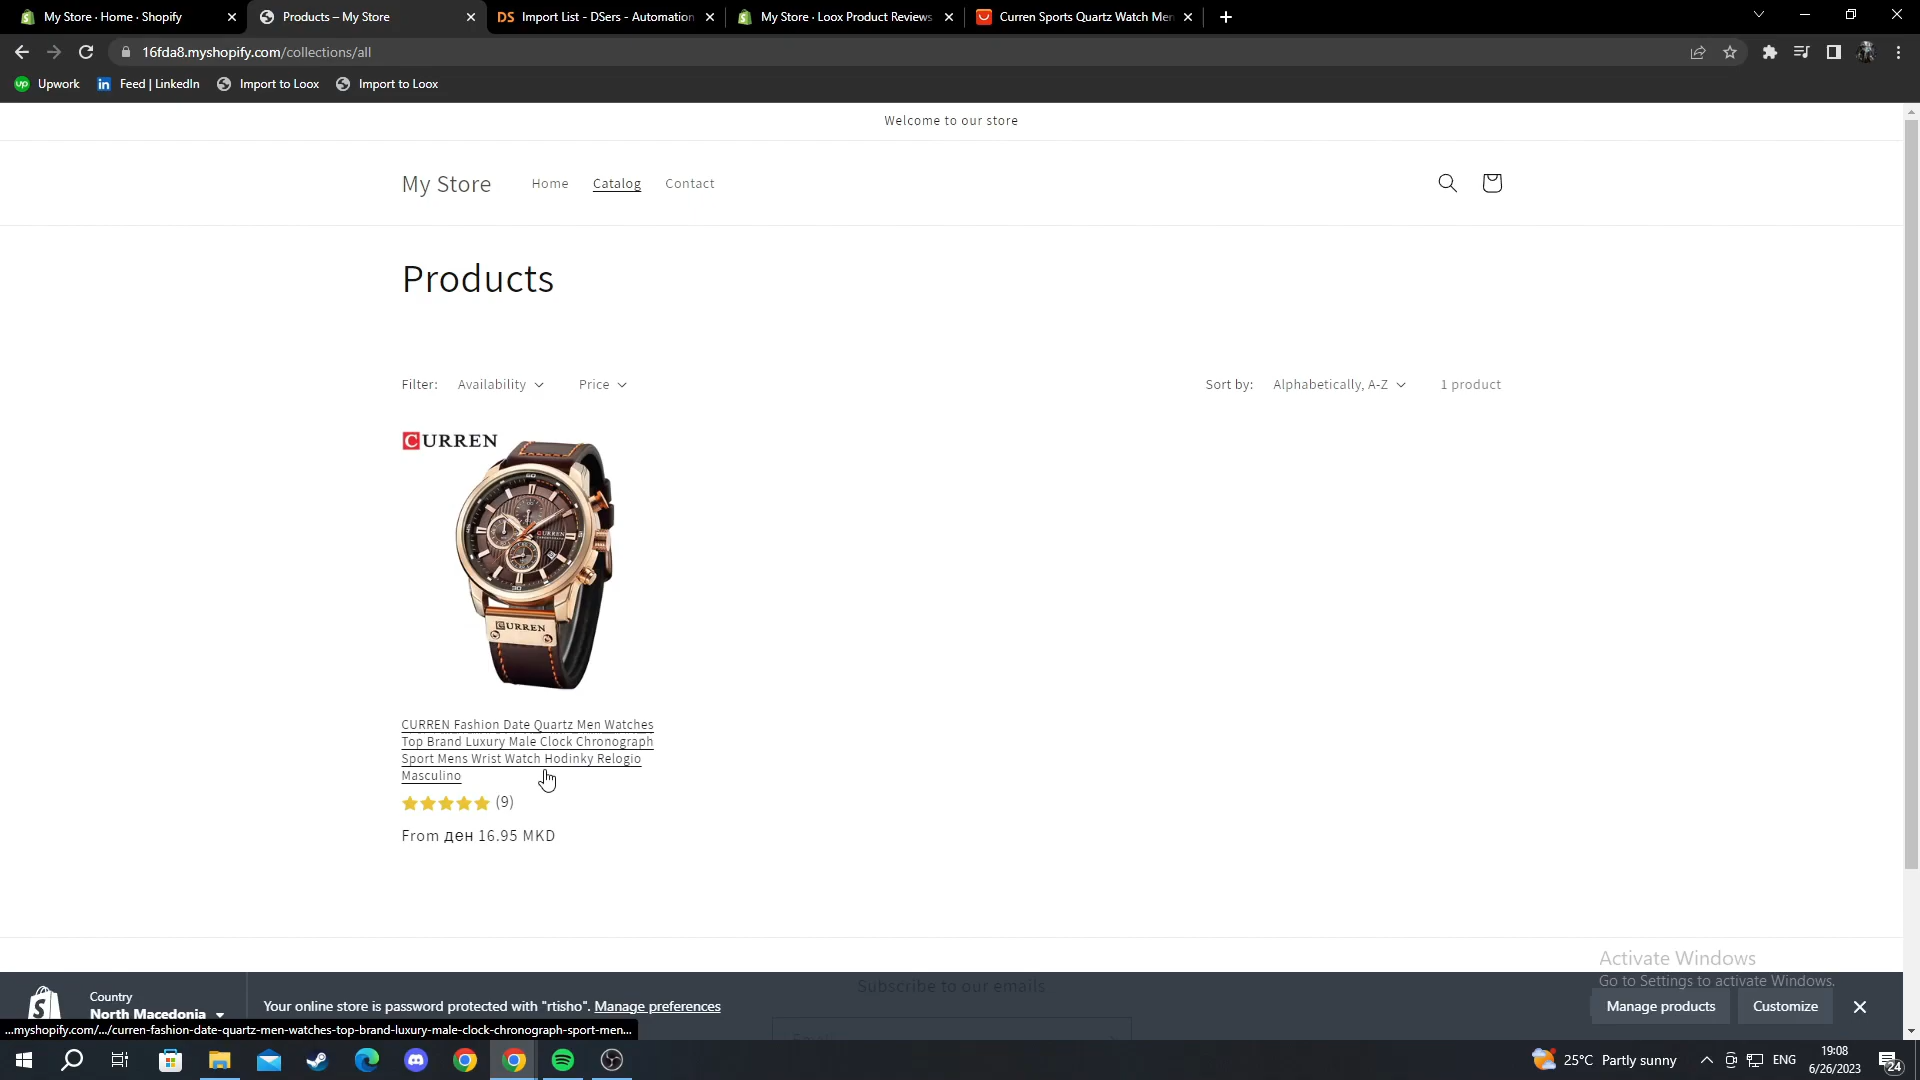 My Store · Home · Shopify
Products – My Store
DS Import List - DSers - Automation
My Store · Loox Product Reviews
Curren Sports Quartz Watch Men
16fda8.myshopify.com/collections/all
up Upwork
in Feed | LinkedIn
Import to Loox
Import to Loox
Welcome to our store
My Store
Home
Catalog
Contact
Products
Filter:
Availability
Price
Sort by:
Alphabetically, A-Z
1 product
CURREN
CURREN
CURREN
CURREN Fashion Date Quartz Men Watches
Top Brand Luxury Male Clock Chronograph
Sport Mens Wrist Watch Hodinky Relogio
Masculino
(9)
From ден 16.95 MKD
Activate Windows
Go to Settings to activate Windows.
Subscribe to our emails
Country
North Macedonia
Your online store is password protected with "rtisho". Manage preferences
Manage products
Customize
...myshopify.com/.../curren-fashion-date-quartz-men-watches-top-brand-luxury-male-clock-chronograph-sport-men...
25°C Partly sunny
ENG
19:08
6/26/2023
24